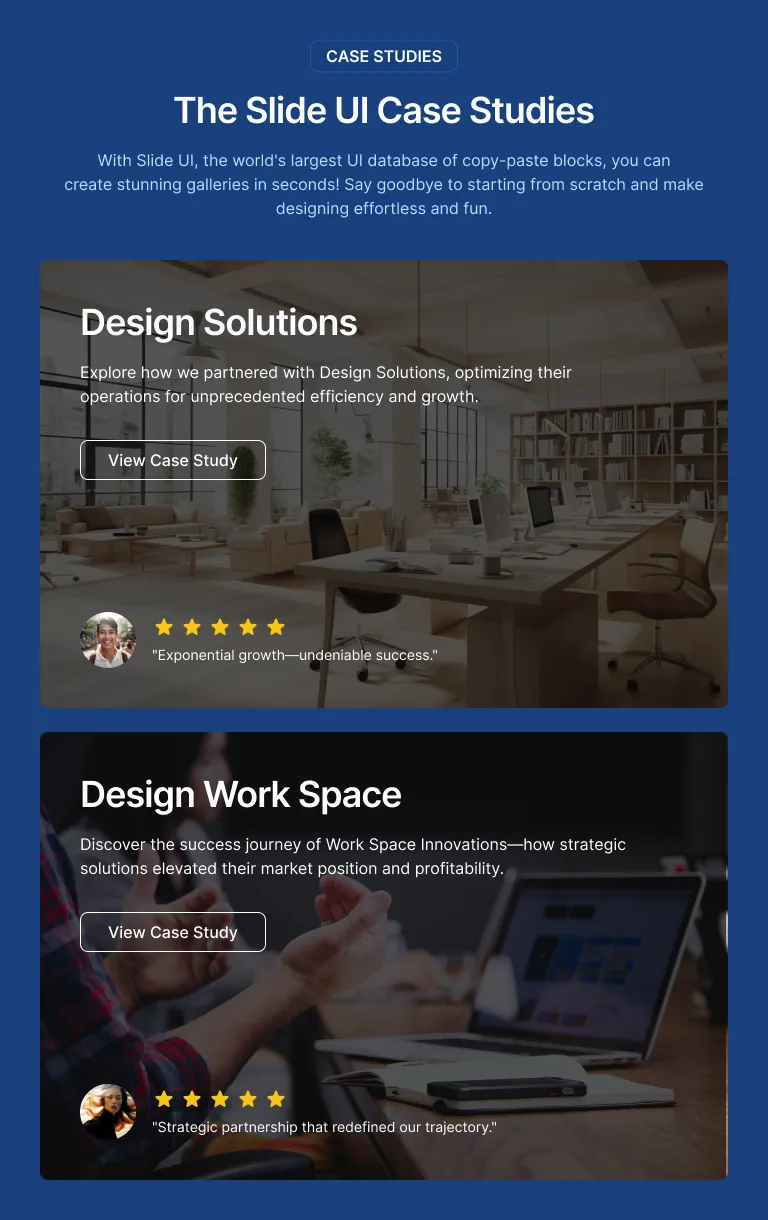 CASE STUDIES
The Slide UI Case Studies
With Slide UI, the world's largest UI database of copy-paste blocks, you can
create stunning galleries in seconds! Say goodbye to starting from scratch and make
designing effortless and fun.
Design Solutions
Explore how we partnered with Design Solutions, optimizing their
operations for unprecedented efficiency and growth.
View Case Study
"Exponential growth—undeniable success."
Design Work Space
Discover the success journey of Work Space Innovations—how strategic
solutions elevated their market position and profitability.
View Case Study
"Strategic partnership that redefined our trajectory."